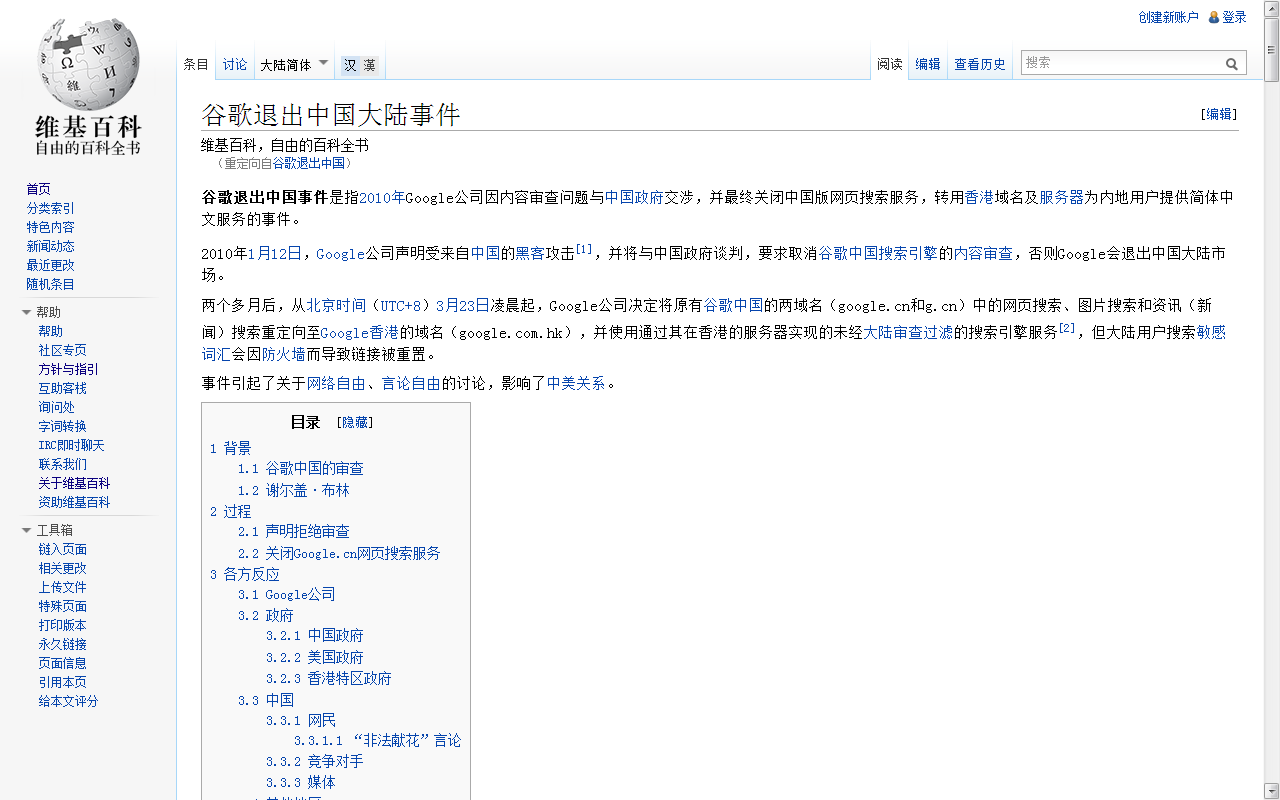 创建新账户 登录
条目 讨论 大陆简体 汉 漢 阅读 编辑 查看历史 搜索
维基百科
自由的百科全书
谷歌退出中国大陆事件 [编辑]
维基百科，自由的百科全书
（重定向自谷歌退出中国）
谷歌退出中国事件是指2010年Google公司因内容审查问题与中国政府交涉，并最终关闭中国版网页搜索服务，转用香港域名及服务器为内地用户提供简体中
文服务的事件。
2010年1月12日，Google公司声明受来自中国的黑客攻击[1]，并将与中国政府谈判，要求取消谷歌中国搜索引擎的内容审查，否则Google会退出中国大陆市
场。
两个多月后，从北京时间（UTC+8）3月23日凌晨起，Google公司决定将原有谷歌中国的两域名（google.cn和g.cn）中的网页搜索、图片搜索和资讯（新
闻）搜索重定向至Google香港的域名（google.com.hk），并使用通过其在香港的服务器实现的未经大陆审查过滤的搜索引擎服务[2]，但大陆用户搜索敏感
词汇会因防火墙而导致链接被重置。
事件引起了关于网络自由、言论自由的讨论，影响了中美关系。
目录 [隐藏]
1 背景
1.1 谷歌中国的审查
1.2 谢尔盖·布林
2 过程
2.1 声明拒绝审查
2.2 关闭Google.cn网页搜索服务
3 各方反应
3.1 Google公司
3.2 政府
3.2.1 中国政府
3.2.2 美国政府
3.2.3 香港特区政府
3.3 中国
3.3.1 网民
3.3.1.1 “非法献花”言论
3.3.2 竞争对手
3.3.3 媒体
首页
分类索引
特色内容
新闻动态
最近更改
随机条目
帮助
帮助
社区专页
方针与指引
互助客栈
询问处
字词转换
IRC即时聊天
联系我们
关于维基百科
资助维基百科
工具箱
链入页面
相关更改
上传文件
特殊页面
打印版本
永久链接
页面信息
引用本页
给本文评分